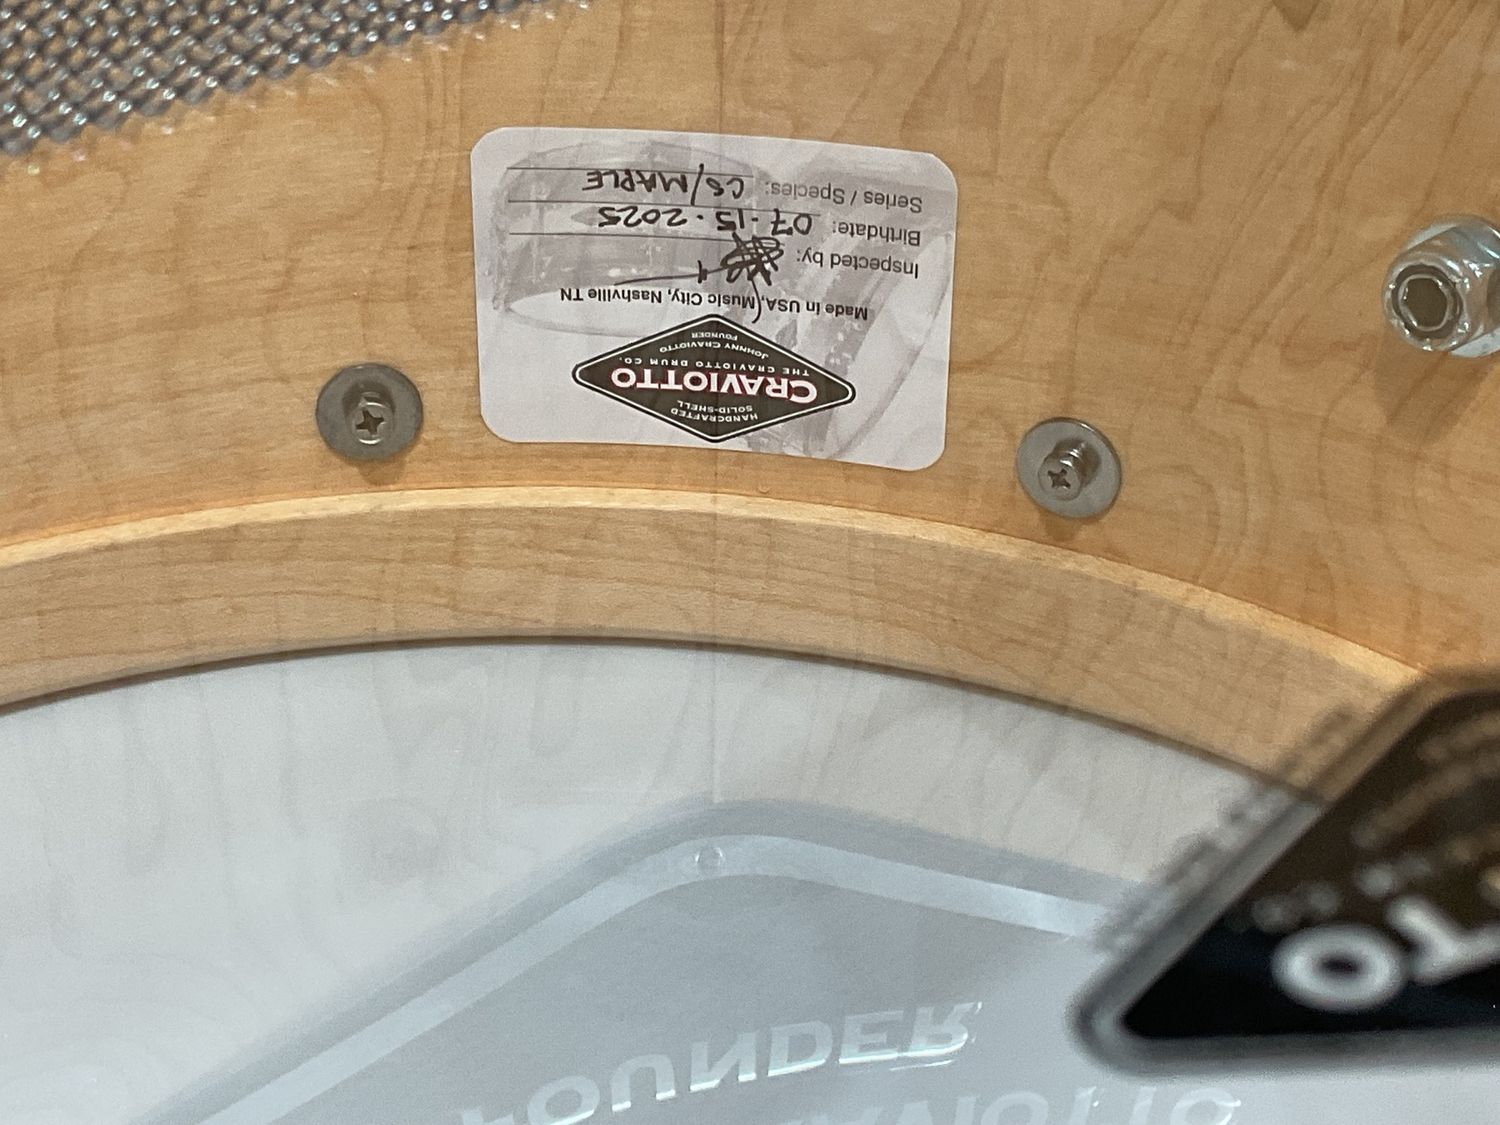 HANDCRAFTED
SOLID-SHELL
CRAVIOTTO
THE CRAVIOTTO DRUM CO.
JOHNNY CRAVIOTTO
FOUNDER
Made in USA, Music City, Nashville TN
Inspected by:
Birthdate: 07-15-2025
Series / Species: CS/MAPLE
TTO
FOUNDER